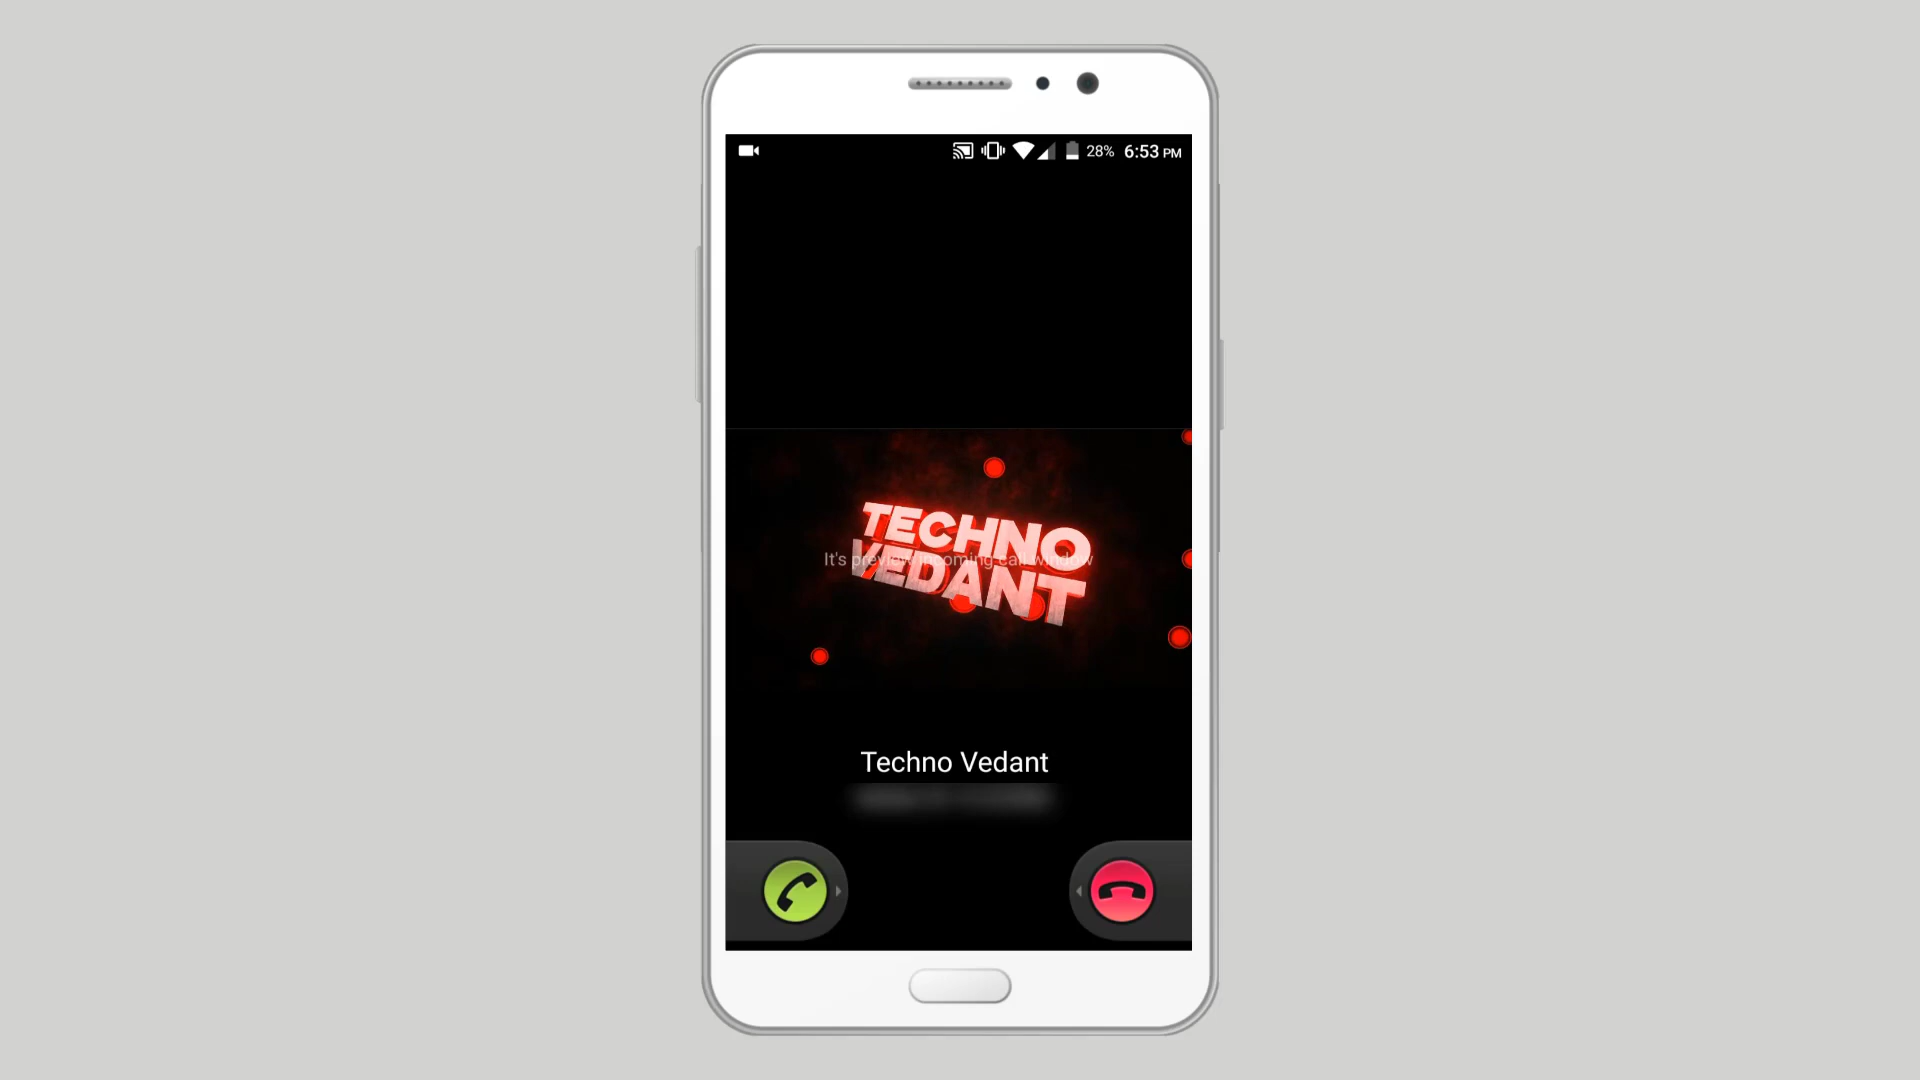 28% 6:53 PM
TECHNO
VEDANT
It's preview incoming call window
Techno Vedant